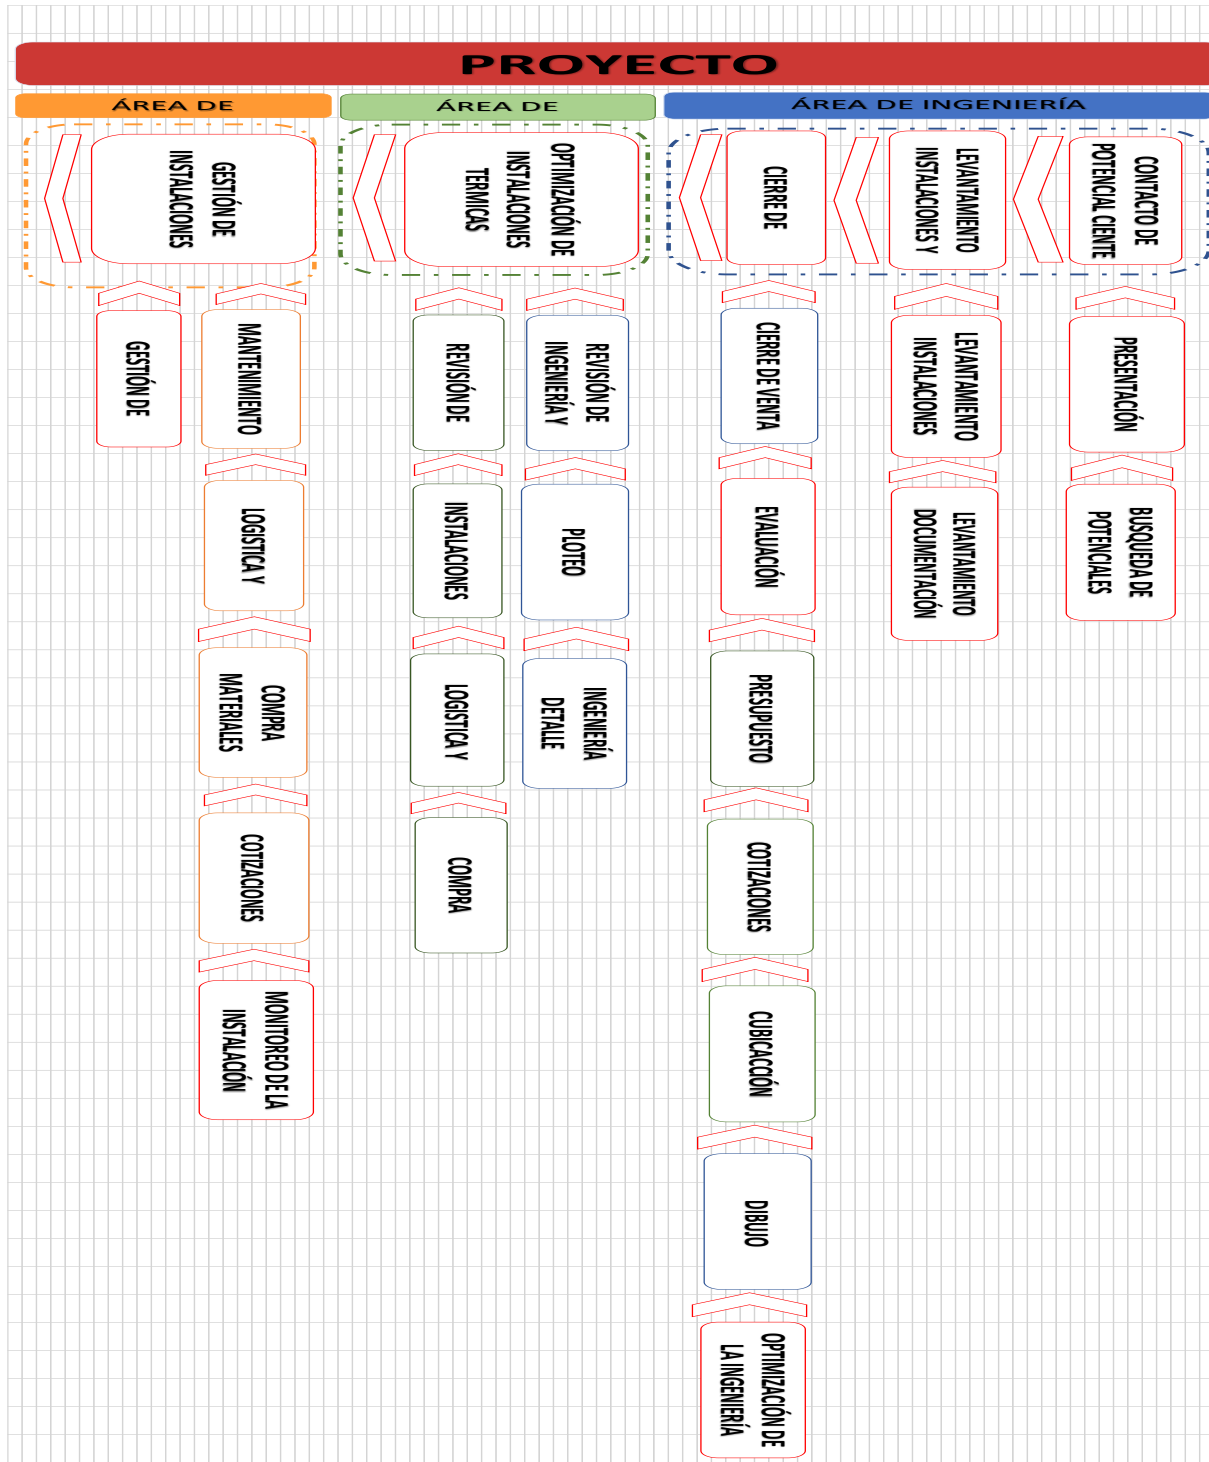 PROYECTO
ÁREA DE
ÁREA DE
ÁREA DE INGENIERÍA
GESTIÓN DE
INSTALACIONES
OPTIMIZACIÓN DE
INSTALACIONES
TERMICAS
CIERRE DE
LEVANTAMIENTO
INSTALACIONES Y
CONTACTO DE
POTENCIAL CIENTE
GESTIÓN DE
MANTENIMIENTO
REVISIÓN DE
REVISIÓN DE
INGENIERÍA Y
CIERRE DE VENTA
LEVANTAMIENTO
INSTALACIONES
PRESENTACIÓN
LOGISTICA Y
INSTALACIONES
PLOTEO
EVALUACIÓN
LEVANTAMIENTO
DOCUMENTACIÓN
BUSQUEDA DE
POTENCIALES
COMPRA
MATERIALES
LOGISTICA Y
INGENIERÍA
DETALLE
PRESUPUESTO
COTIZACIONES
COMPRA
COTIZACIONES
MONITOREO DE LA
INSTALACIÓN
CUBICACCIÓN
DIBUJO
OPTIMIZACIÓN DE
LA INGENIERÍA